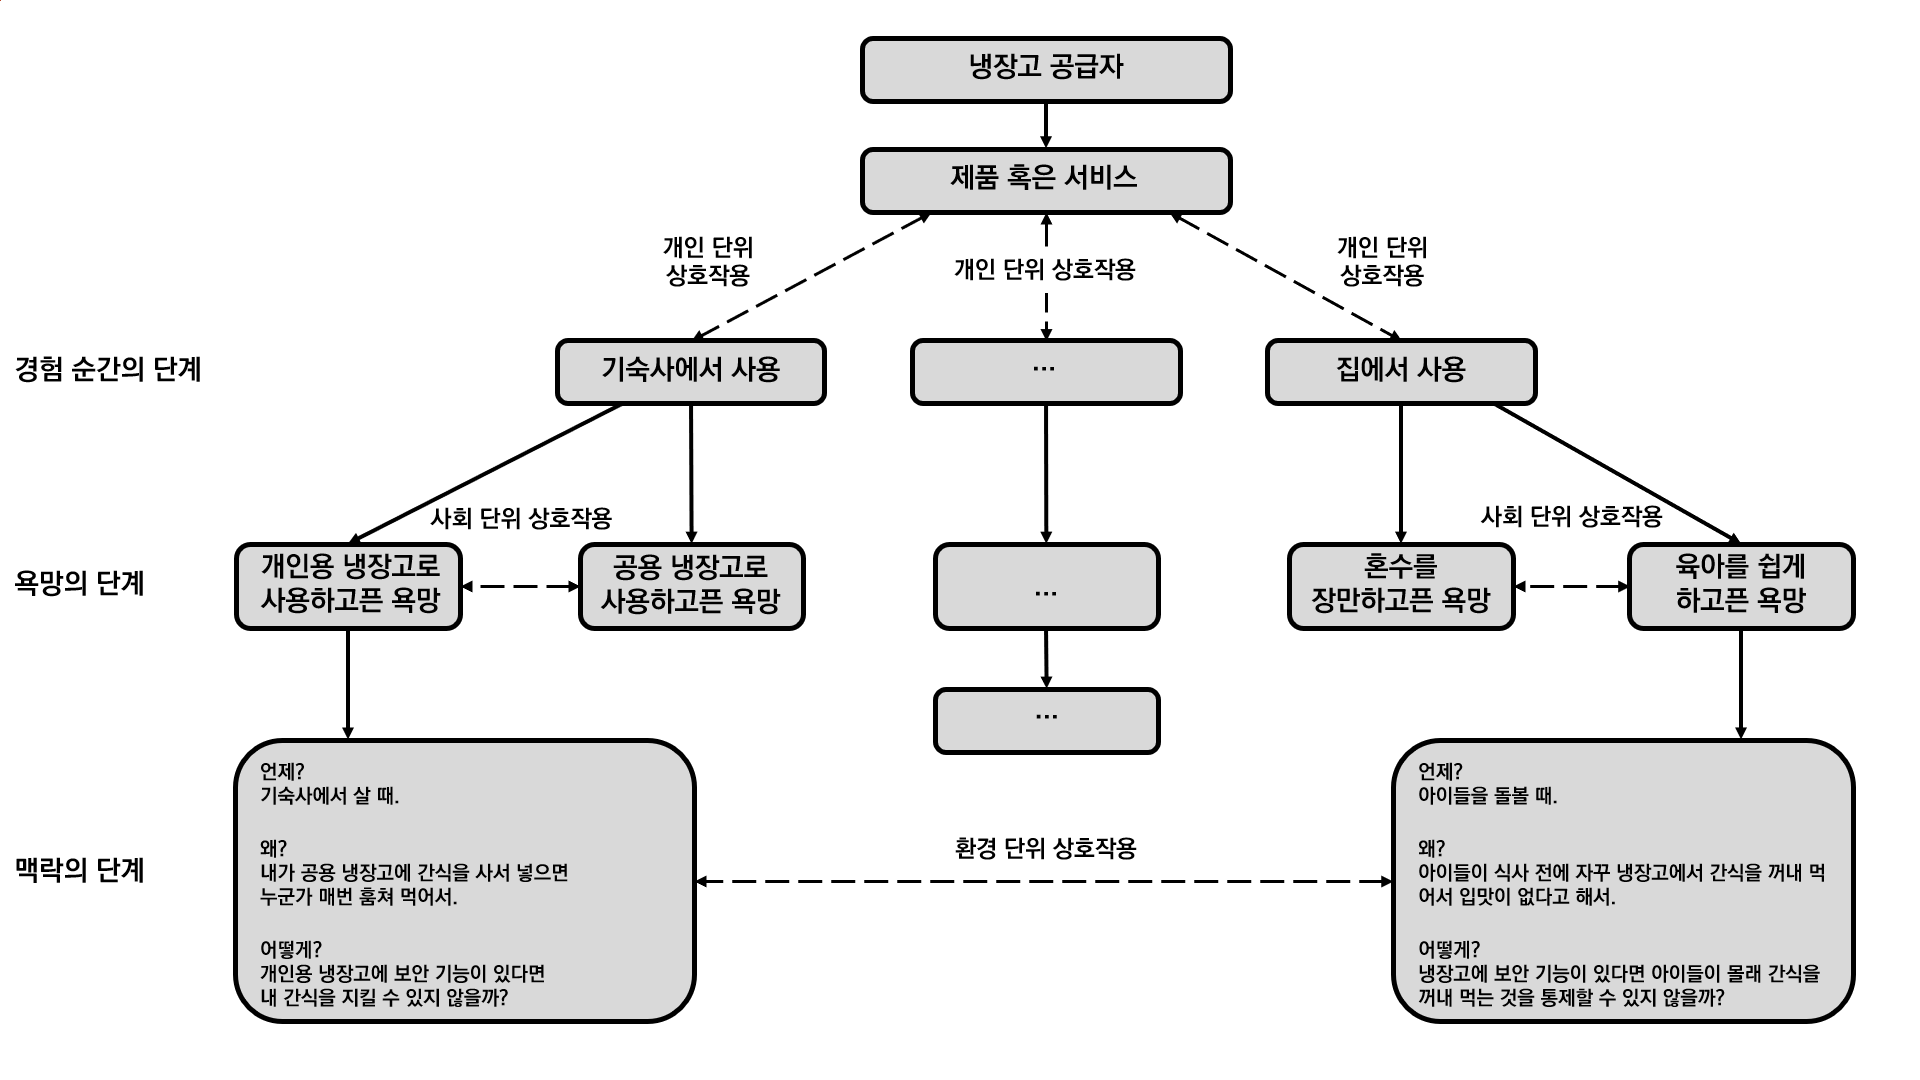 냉장고 공급자
제품 혹은 서비스
개인 단위
상호작용
개인 단위 상호작용
개인 단위
상호작용
경험 순간의 단계
기숙사에서 사용
...
집에서 사용
사회 단위 상호작용
사회 단위 상호작용
욕망의 단계
개인용 냉장고로
사용하고픈 욕망
공용 냉장고로
사용하고픈 욕망
...
혼수를
장만하고픈 욕망
육아를 쉽게
하고픈 욕망
...
맥락의 단계
언제?
기숙사에서 살 때.
왜?
내가 공용 냉장고에 간식을 사서 넣으면
누군가 매번 훔쳐 먹어서.
어떻게?
개인용 냉장고에 보안 기능이 있다면
내 간식을 지킬 수 있지 않을까?
환경 단위 상호작용
언제?
아이들을 돌볼 때.
왜?
아이들이 식사 전에 자꾸 냉장고에서 간식을 꺼내 먹
어서 입맛이 없다고 해서.
어떻게?
냉장고에 보안 기능이 있다면 아이들이 몰래 간식을
꺼내 먹는 것을 통제할 수 있지 않을까?